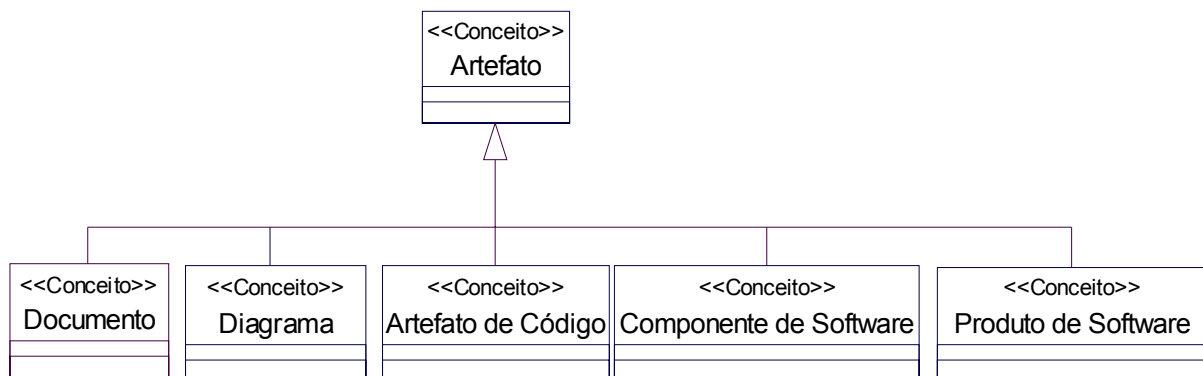 <<Conceito>>
Artefato
<<Conceito>>
Documento
<<Conceito>>
Diagrama
<<Conceito>>
Artefato de Código
<<Conceito>>
Componente de Software
<<Conceito>>
Produto de Software